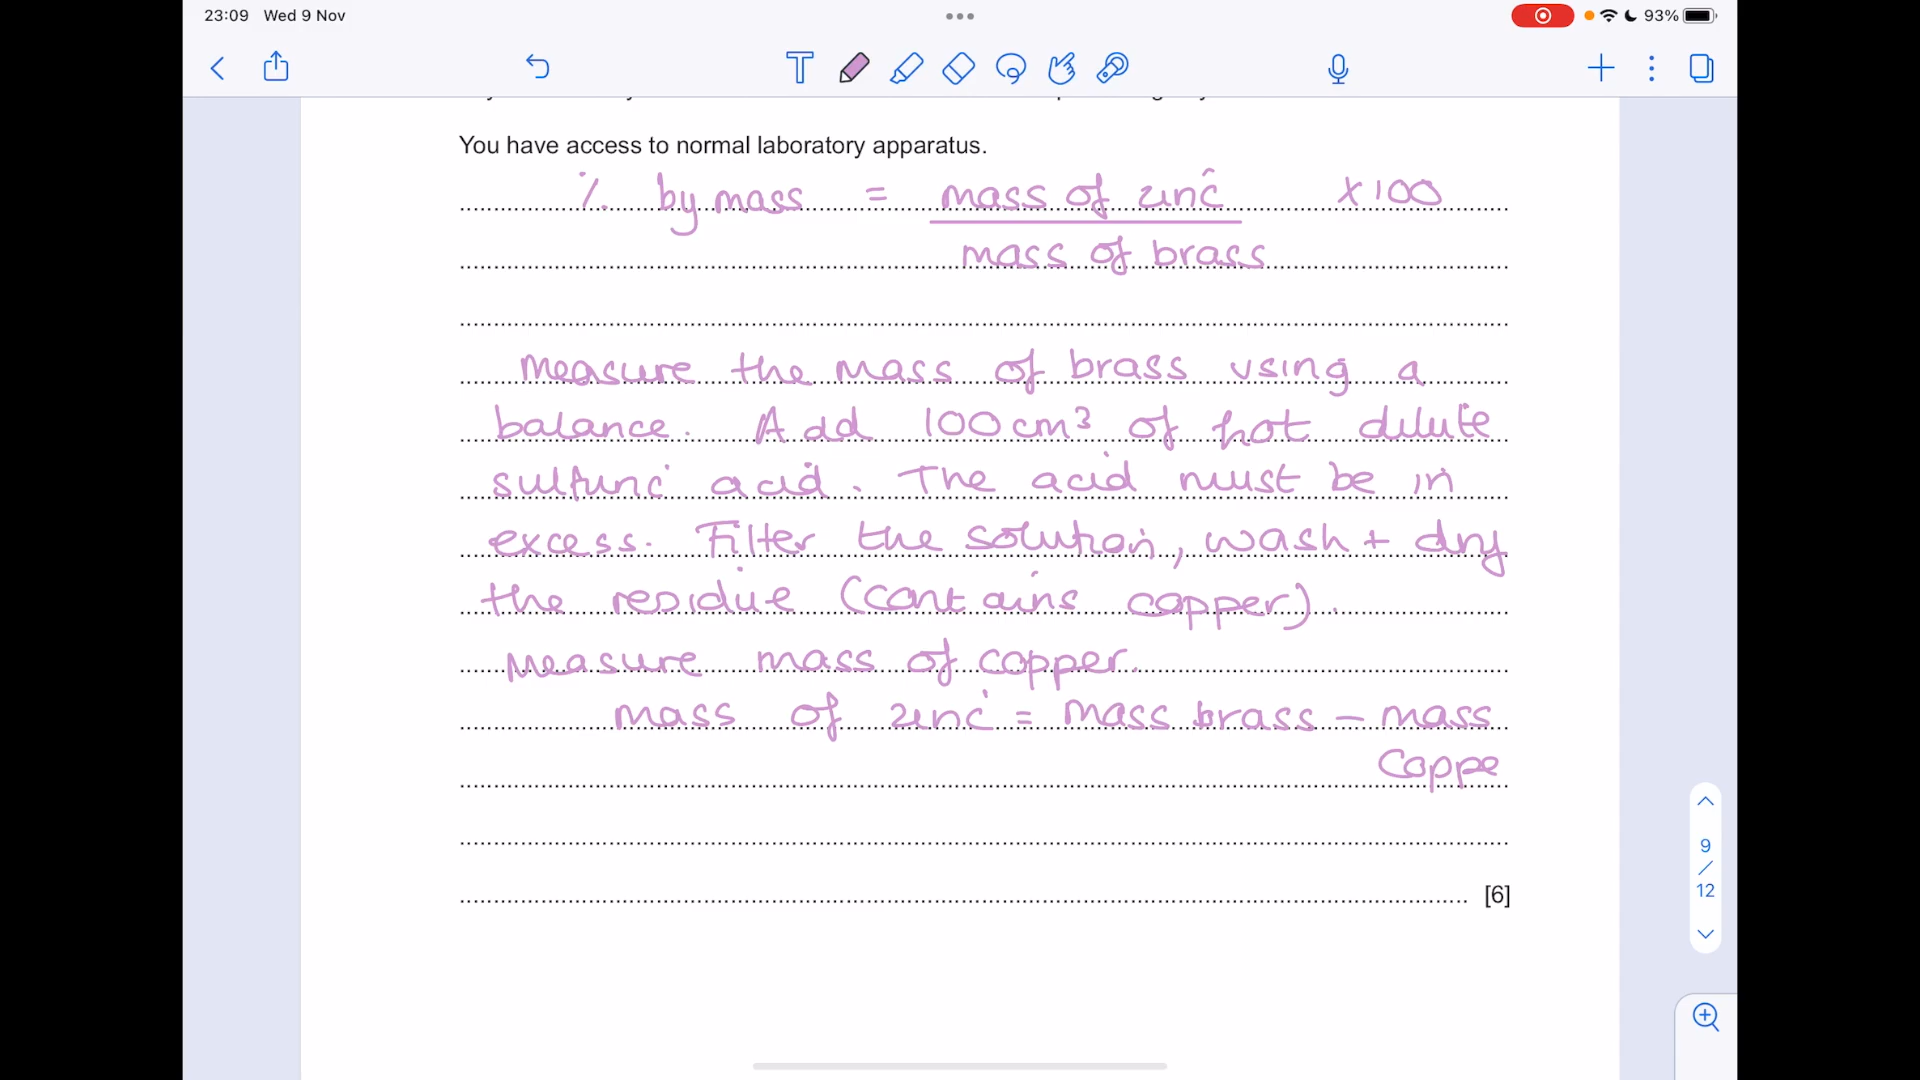 23:09 Wed 9 Nov
93%
You have access to normal laboratory apparatus.
% by mass = mass of zinc x100
mass of brass
Measure the mass of brass using a
balance. Add 100cm³ of hot dilute
sulfuric acid. The acid must be in
excess. Filter the solution, wash + dry
the residue (contains copper).
Measure mass of copper.
mass of zinc = mass brass - mass
Coppe
[6]
9
/
12